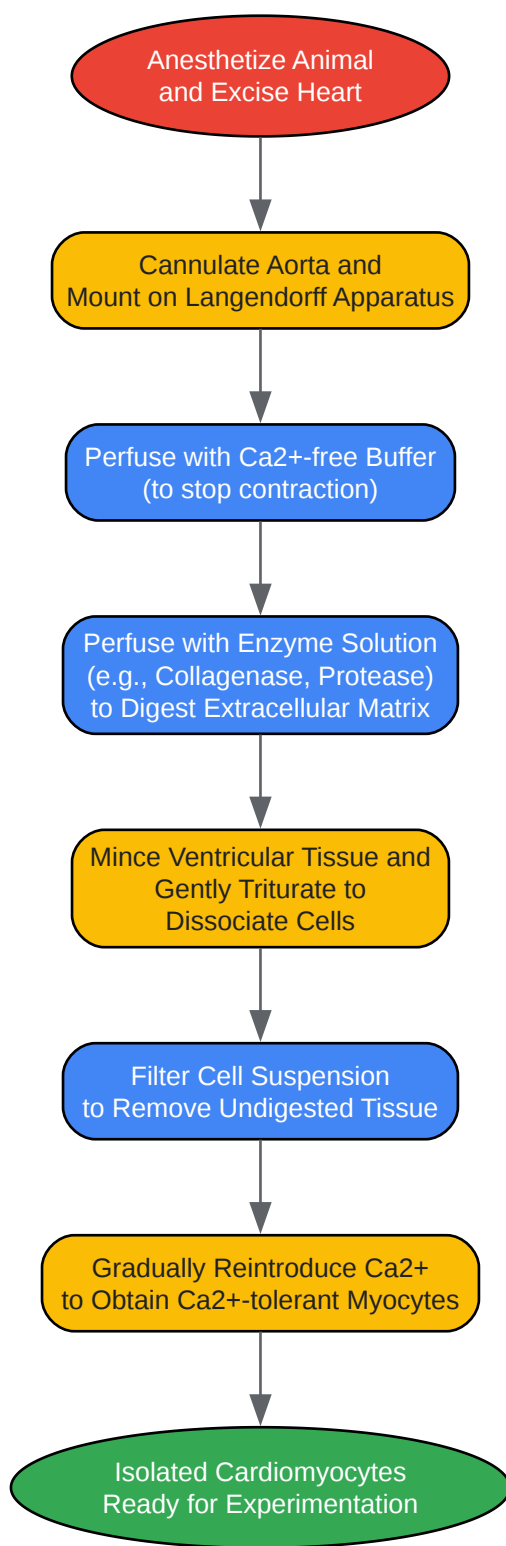 Anesthetize Animal
and Excise Heart
Cannulate Aorta and
Mount on Langendorff Apparatus
Perfuse with Ca2+-free Buffer
(to stop contraction)
Perfuse with Enzyme Solution
(e.g., Collagenase, Protease)
to Digest Extracellular Matrix
Mince Ventricular Tissue and
Gently Triturate to
Dissociate Cells
Filter Cell Suspension
to Remove Undigested Tissue
Gradually Reintroduce Ca2+
to Obtain Ca2+-tolerant Myocytes
Isolated Cardiomyocytes
Ready for Experimentation